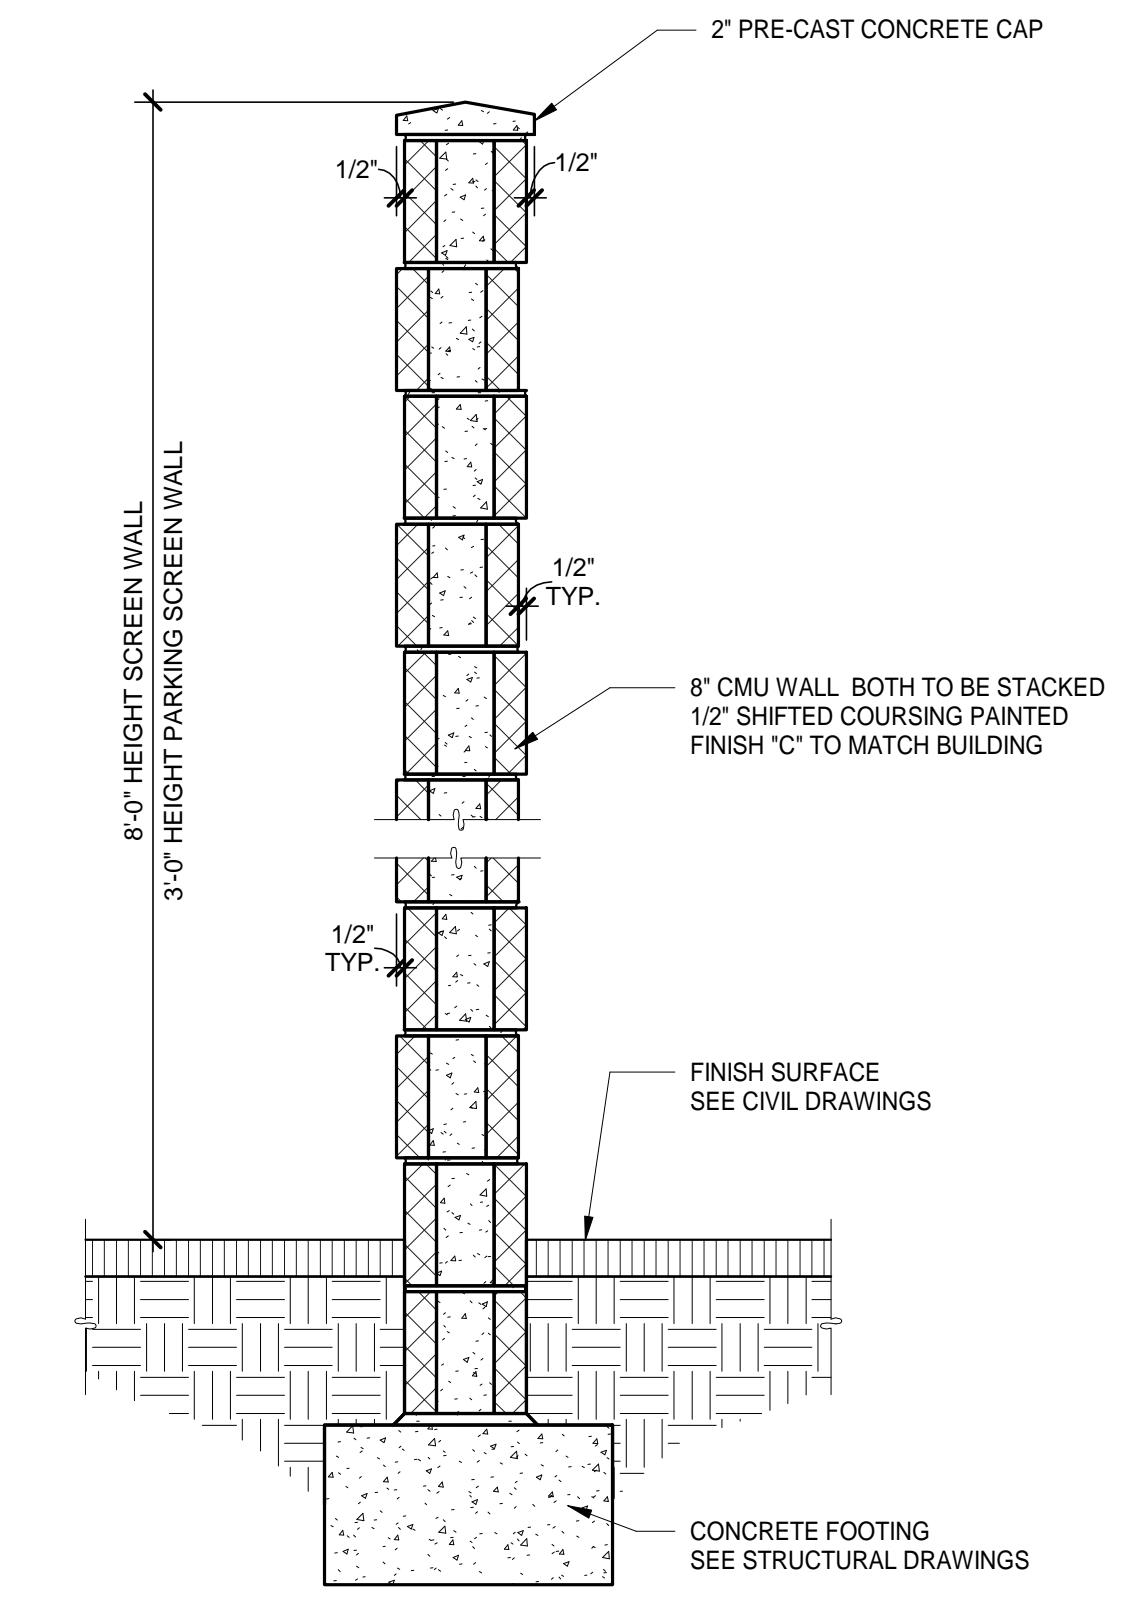 2" PRE-CAST CONCRETE CAP
1/2"
1/2"
1/2"
TYP.
8'-0" HEIGHT SCREEN WALL
3'-0" HEIGHT PARKING SCREEN WALL
8" CMU WALL  BOTH TO BE STACKED
1/2" SHIFTED COURSING PAINTED
FINISH "C" TO MATCH BUILDING
1/2"
TYP.
FINISH SURFACE
SEE CIVIL DRAWINGS
CONCRETE FOOTING
SEE STRUCTURAL DRAWINGS